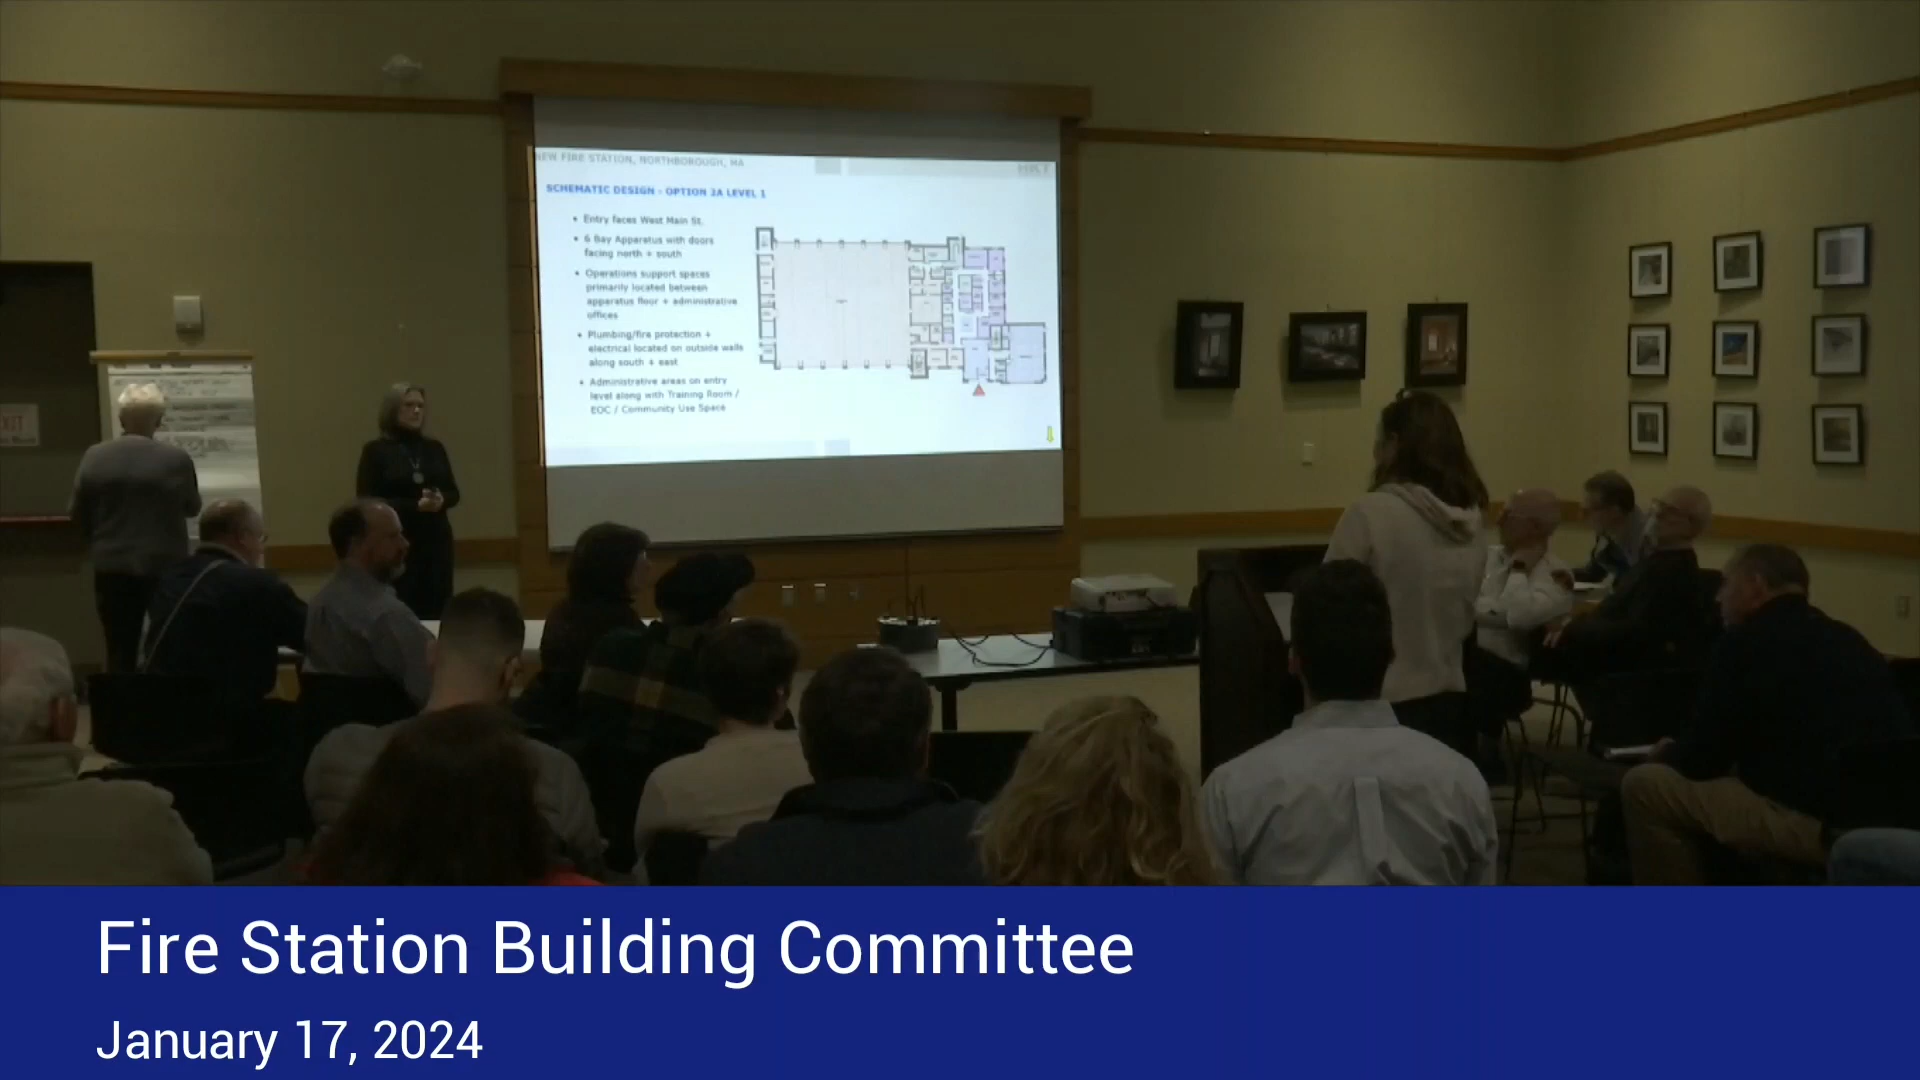 NEW FIRE STATION, NORTHBOROUGH, MA
SCHEMATIC DESIGN - OPTION 2A LEVEL 1
• Entry faces West Main St.
• 6 Bay Apparatus with doors
facing north + south
• Operations support spaces
primarily located between
apparatus floor + administrative
offices
• Plumbing/fire protection +
electrical located on outside walls
along south + east
• Administrative areas on entry
level along with Training Room /
EOC / Community Use Space
EXIT
Fire Station Building Committee
January 17, 2024